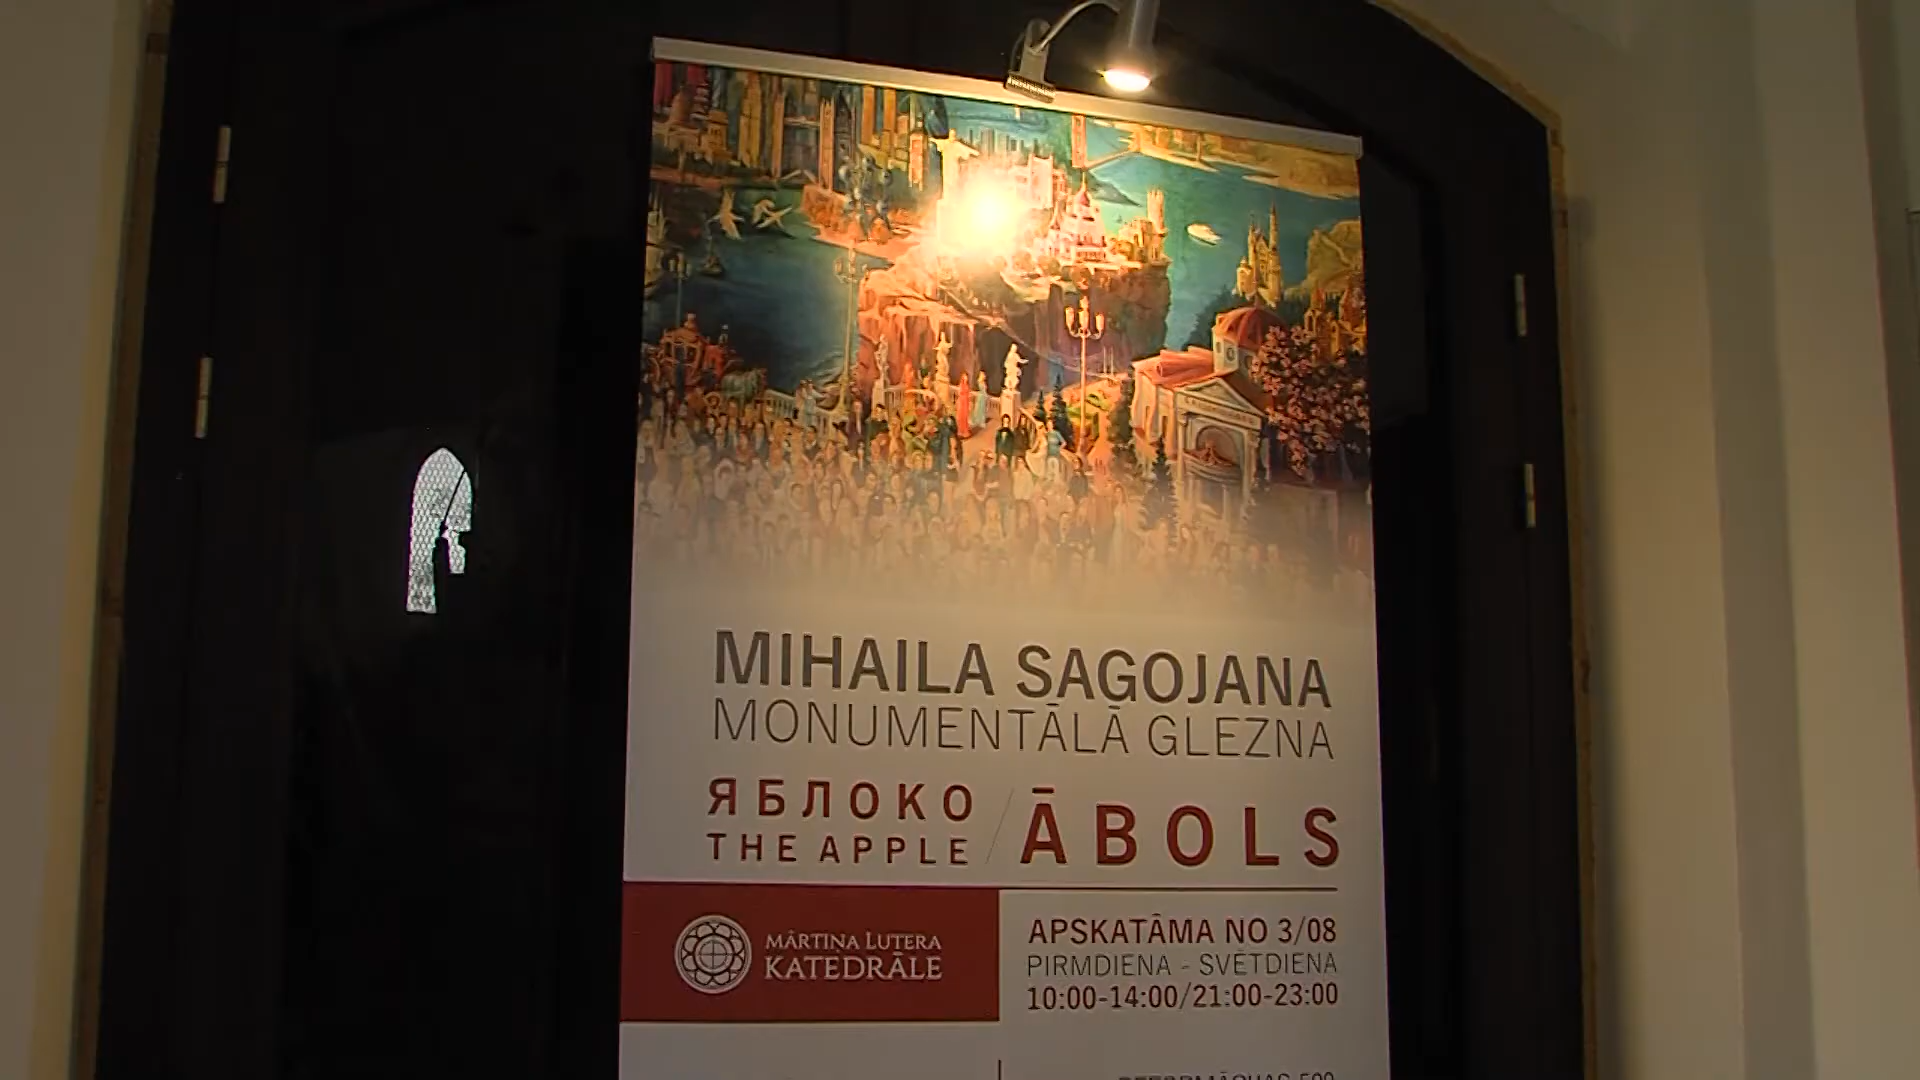 MIHAILA SAGOJANA
MONUMENTĀLĀ GLEZNA
ЯБЛОКО
THE APPLE / ĀBOLS
MĀRTIŅA LUTERA
KATEDRĀLE
APSKATĀMA NO 3/08
PIRMDIENA - SVĒTDIENA
10:00-14:00/21:00-23:00